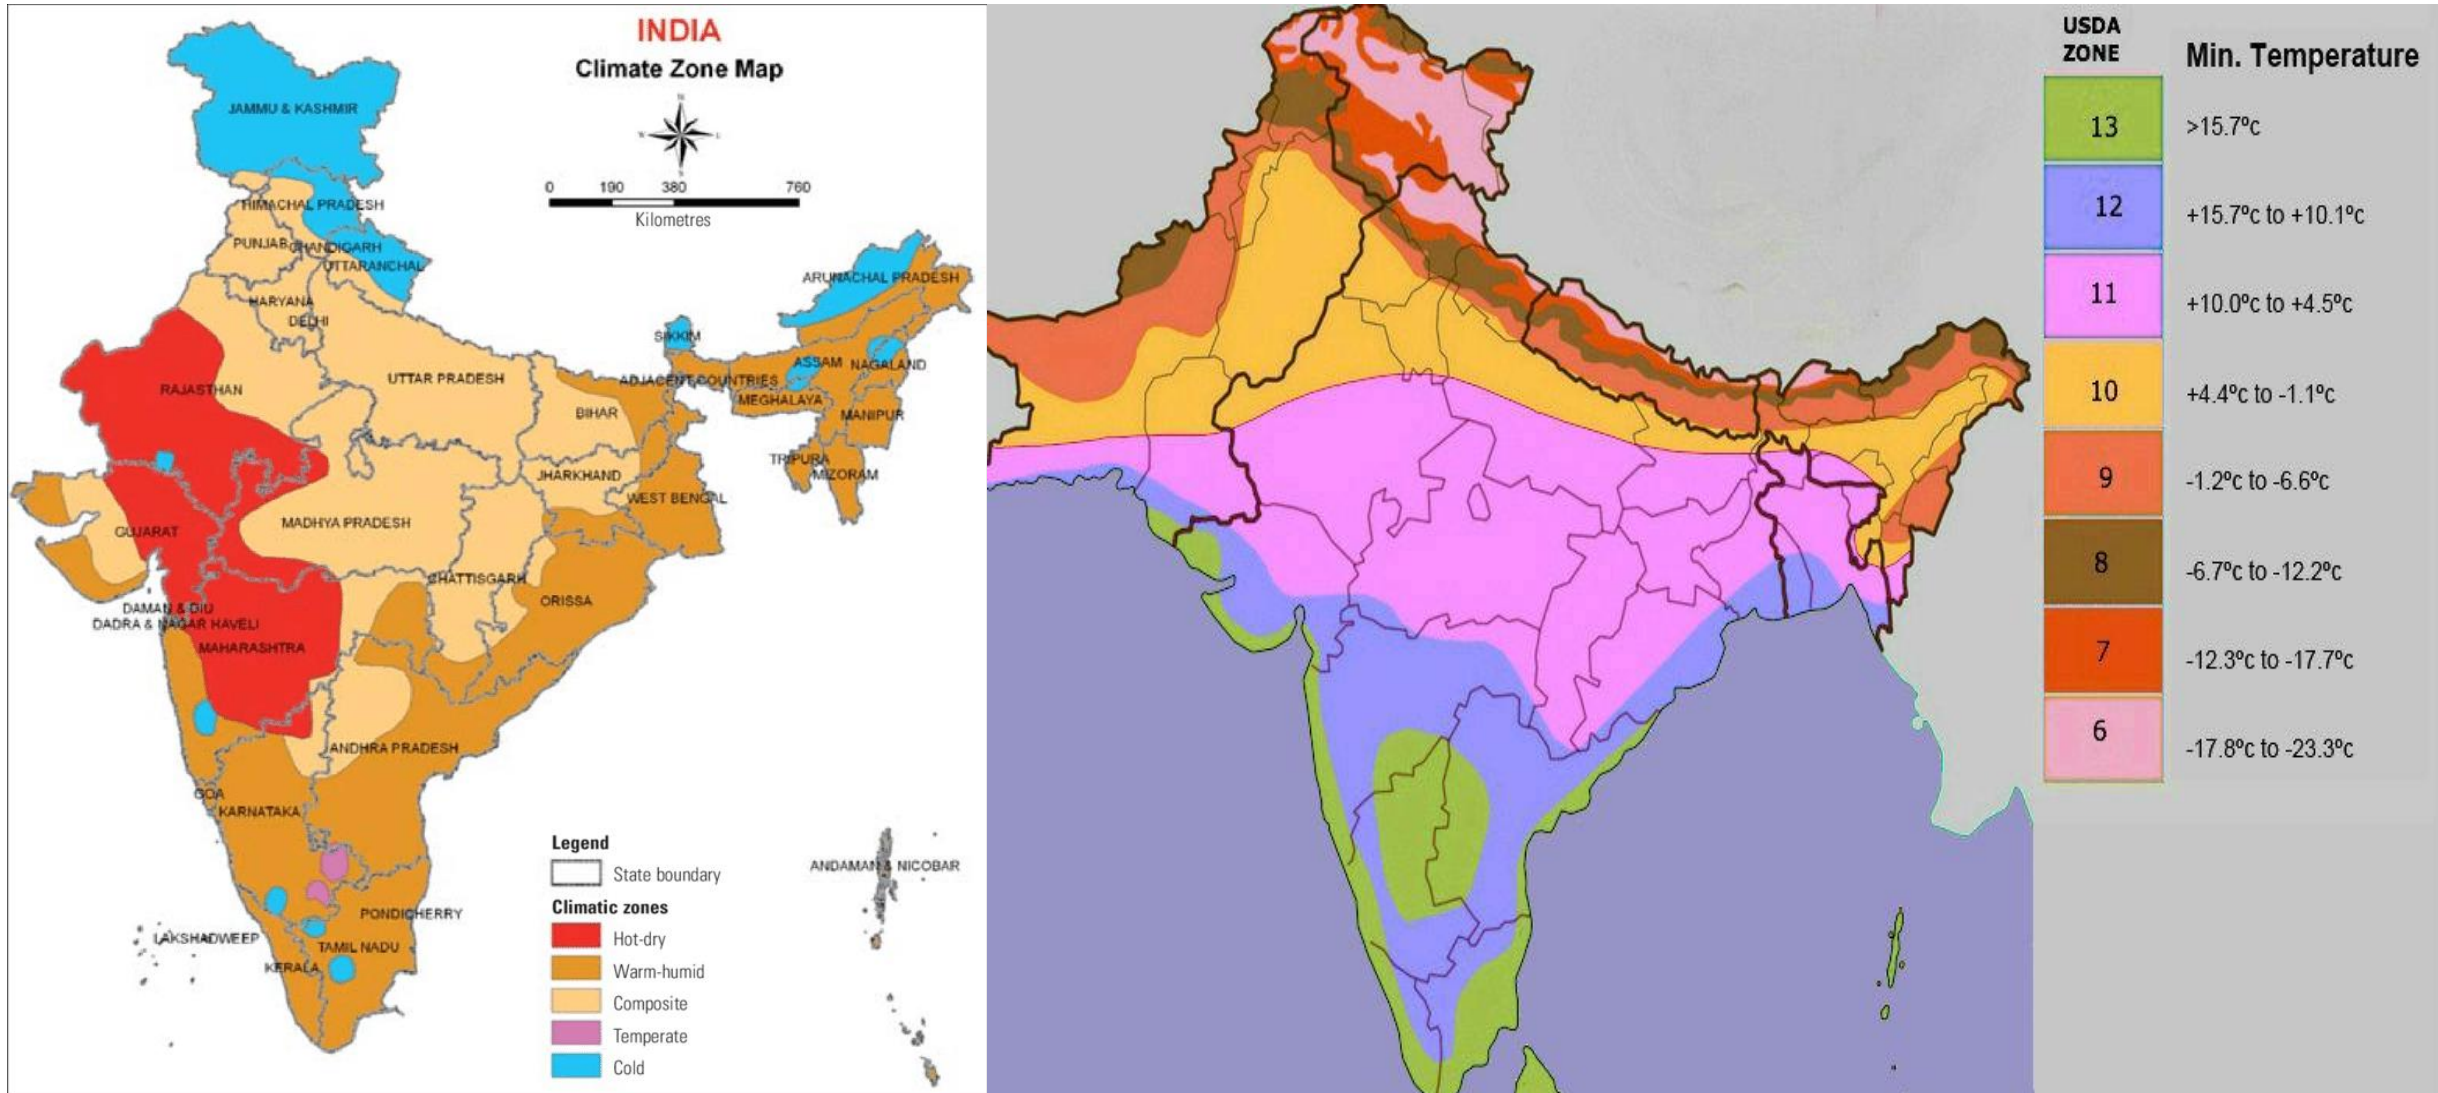 INDIA
Climate Zone Map
N
W
L
S
0 190 380 760
Kilometres
JAMMU & KASHMIR
HIMACHAL PRADESH
PUNJAB
CHANDIGARH
UTTARANCHAL
HARYANA
DELHI
RAJASTHAN
UTTAR PRADESH
BIHAR
SIKKIM
ARUNACHAL PRADESH
ASSAM
NAGALAND
ADJACENT COUNTRIES
MEGHALAYA
MANIPUR
TRIPURA
MIZORAM
JHARKHAND
WEST BENGAL
GUJARAT
MADHYA PRADESH
CHATTISGARH
ORISSA
DAMAN & DIU
DADRA & NAGAR HAVELI
MAHARASHTRA
ANDHRA PRADESH
GOA
KARNATAKA
PONDICHERRY
LAKSHADWEEP
TAMIL NADU
KERALA
ANDAMAN & NICOBAR
Legend
State boundary
Climatic zones
Hot-dry
Warm-humid
Composite
Temperate
Cold
USDA
ZONE
Min. Temperature
13 >15.7ºc
12 +15.7ºc to +10.1ºc
11 +10.0ºc to +4.5ºc
10 +4.4ºc to -1.1ºc
9 -1.2ºc to -6.6ºc
8 -6.7ºc to -12.2ºc
7 -12.3ºc to -17.7ºc
6 -17.8ºc to -23.3ºc